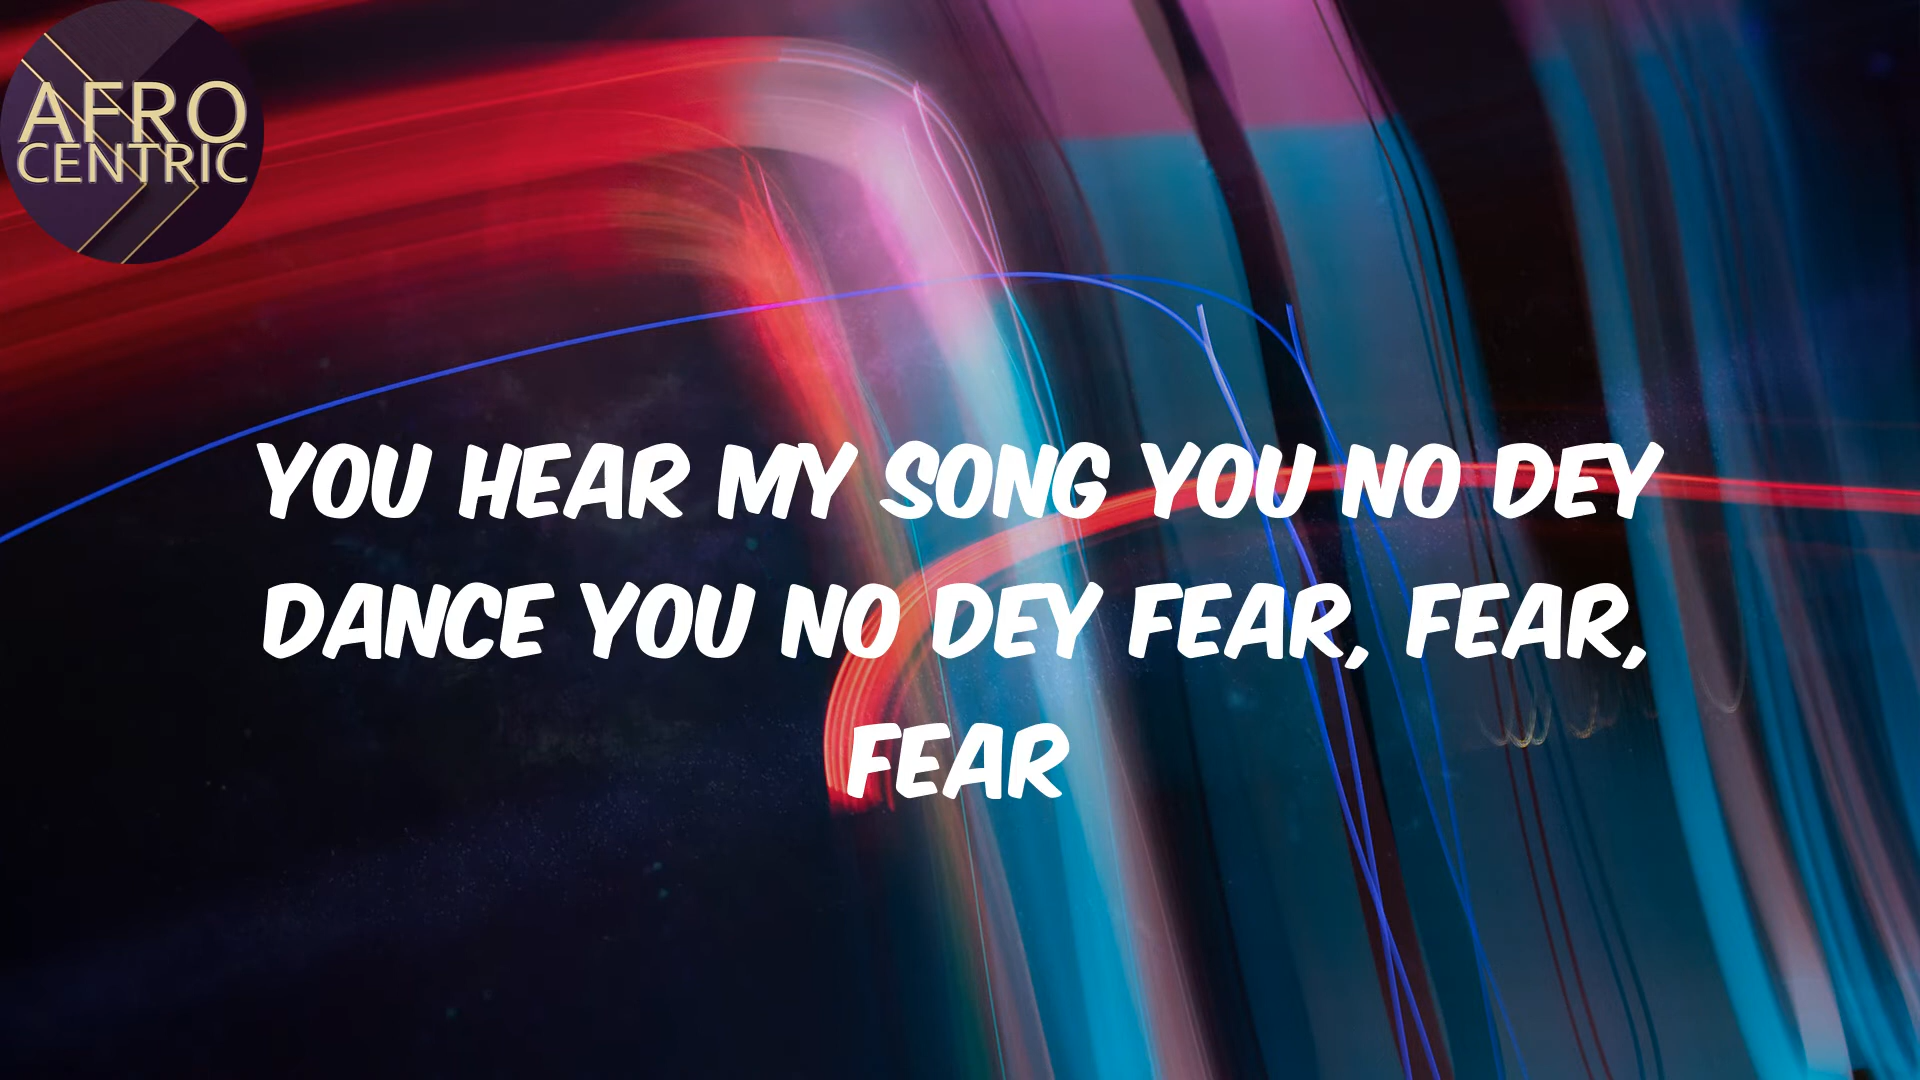 AFRO
CENTRIC
YOU HEAR MY SONG YOU NO DEY
DANCE YOU NO DEY FEAR, FEAR,
FEAR